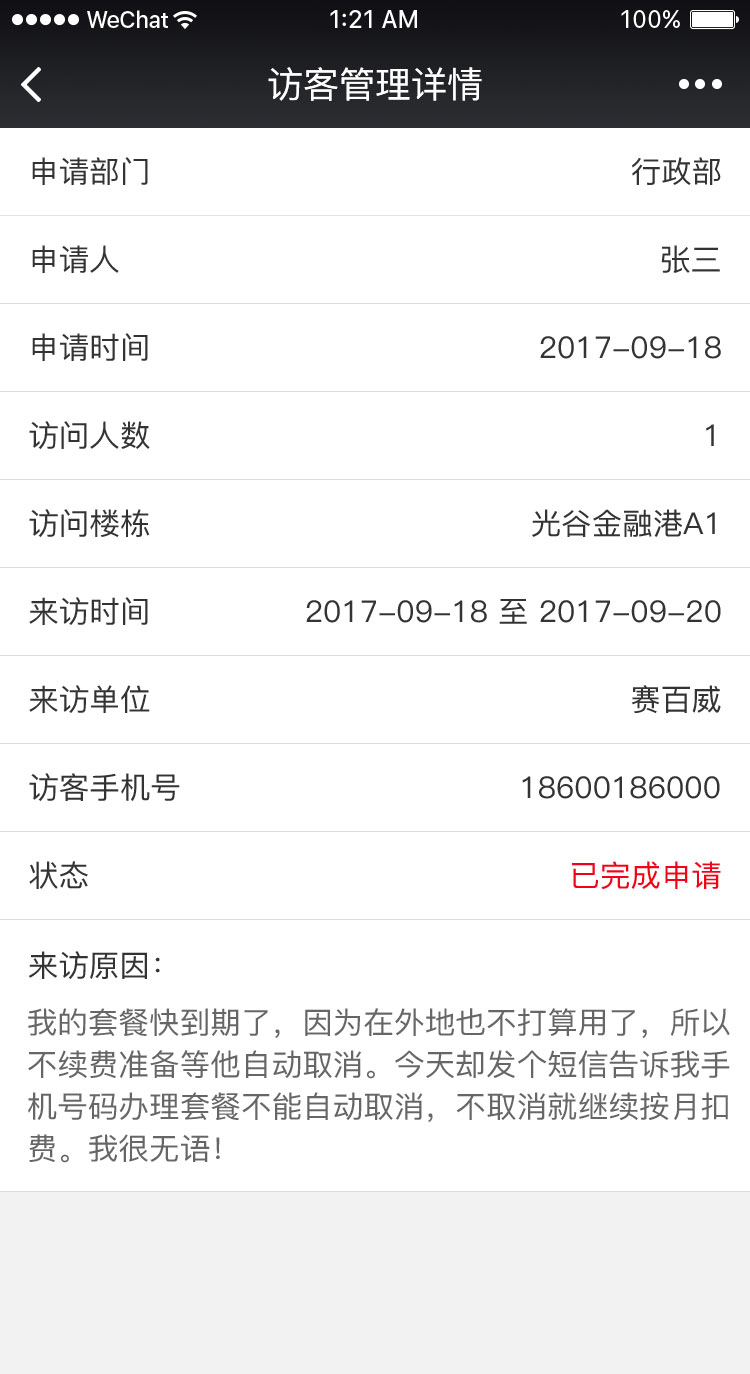 WeChat 1:21 AM 100%
访客管理详情
申请部门 行政部
申请人 张三
申请时间 2017-09-18
访问人数 1
访问楼栋 光谷金融港A1
来访时间 2017-09-18 至 2017-09-20
来访单位 赛百威
访客手机号 18600186000
状态 已完成申请
来访原因：
我的套餐快到期了，因为在外地也不打算用了，所以
不续费准备等他自动取消。今天却发个短信告诉我手
机号码办理套餐不能自动取消，不取消就继续按月扣
费。我很无语！